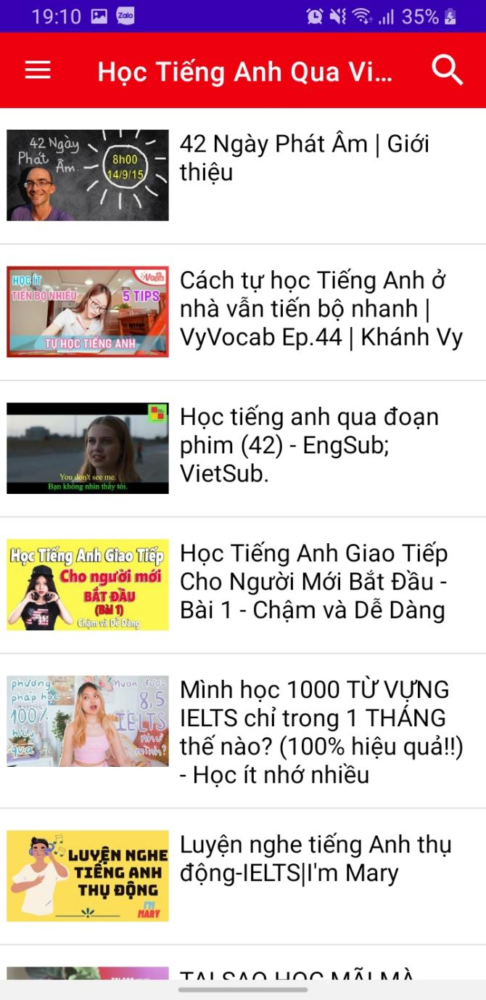 19:10
Zalo
35%
Học Tiếng Anh Qua Vi...
42 Ngày
Phát
Âm.
8h00
14/9/15
42 Ngày Phát Âm | Giới
thiệu
HỌC ÍT
TIẾN BỘ NHIỀU
5 TIPS
TỰ HỌC TIẾNG ANH
Cách tự học Tiếng Anh ở
nhà vẫn tiến bộ nhanh |
VyVocab Ep.44 | Khánh Vy
You don't see me.
Bạn không nhìn thấy tôi.
Học tiếng anh qua đoạn
phim (42) - EngSub;
VietSub.
Học Tiếng Anh Giao Tiếp
Cho người mới
BẮT ĐẦU
(Bài 1)
Chậm và Dễ Dàng
Học Tiếng Anh Giao Tiếp
Cho Người Mới Bắt Đầu -
Bài 1 - Chậm và Dễ Dàng
phương
pháp học
100%
hiệu
quả
muốn được
8,5
IELTS
như
mình?
Mình học 1000 TỪ VỰNG
IELTS chỉ trong 1 THÁNG
thế nào? (100% hiệu quả!!)
- Học ít nhớ nhiều
LUYỆN NGHE
TIẾNG ANH
THỤ ĐỘNG
I'M
MARY
Luyện nghe tiếng Anh thụ
động-IELTS|I'm Mary
TẠI SAO HỌC MÃI MÀ